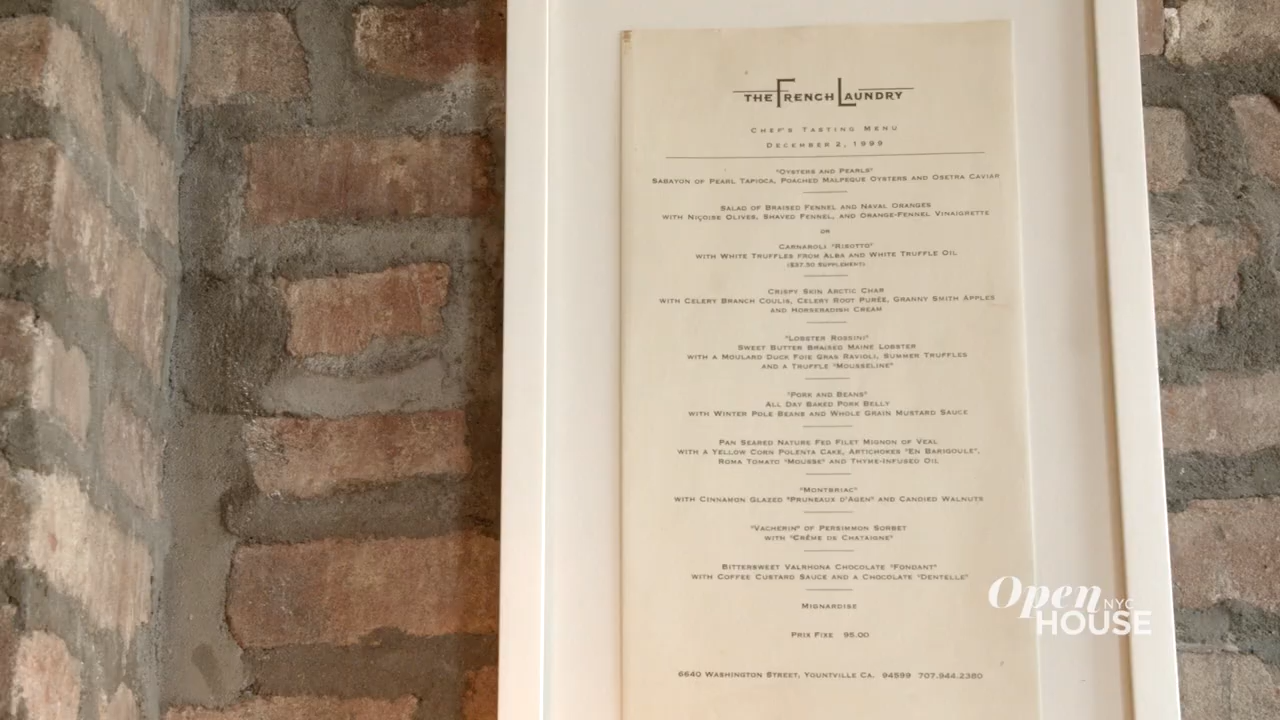 THE FRENCH LAUNDRY
CHEF'S TASTING MENU
DECEMBER 2, 1999
"OYSTERS AND PEARLS"
SABAYON OF PEARL TAPIOCA, POACHED MALPEQUE OYSTERS AND OSETRA CAVIAR
SALAD OF BRAISED FENNEL AND NAVAL ORANGES
WITH NIÇOISE OLIVES, SHAVED FENNEL, AND ORANGE-FENNEL VINAIGRETTE
OR
CARNAROLI "RISOTTO"
WITH WHITE TRUFFLES FROM ALBA AND WHITE TRUFFLE OIL
($37.50 SUPPLEMENT)
CRISPY SKIN ARCTIC CHAR
WITH CELERY BRANCH COULIS, CELERY ROOT PURÉE, GRANNY SMITH APPLES
AND HORSERADISH CREAM
"LOBSTER ROSSINI"
SWEET BUTTER BRAISED MAINE LOBSTER
WITH A MOULARD DUCK FOIE GRAS RAVIOLI, SUMMER TRUFFLES
AND A TRUFFLE "MOUSSELINE"
"PORK AND BEANS"
ALL DAY BAKED PORK BELLY
WITH WINTER POLE BEANS AND WHOLE GRAIN MUSTARD SAUCE
PAN SEARED NATURE FED FILET MIGNON OF VEAL
WITH A YELLOW CORN POLENTA CAKE, ARTICHOKES "EN BARIGOULE",
ROMA TOMATO "MOUSSE" AND THYME-INFUSED OIL
"MONTBRIAC"
WITH CINNAMON GLAZED "PRUNEAUX D'AGEN" AND CANDIED WALNUTS
"VACHERIN" OF PERSIMMON SORBET
WITH "CRÊME DE CHATAIGNE"
BITTERSWEET VALRHONA CHOCOLATE "FONDANT"
WITH COFFEE CUSTARD SAUCE AND A CHOCOLATE "DENTELLE"
MIGNARDISE
PRIX FIXE 95.00
6640 WASHINGTON STREET, YOUNTVILLE CA. 94599 707.944.2380
Open NYC
HOUSE